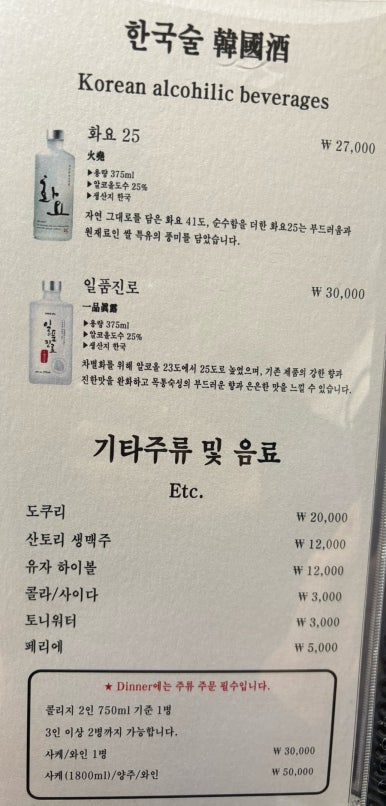 한국술 韓國酒
Korean alcohilic beverages
화요 25 ₩ 27,000
火堯
▶용량 375ml
▶알코올도수 25%
▶생산지 한국
자연 그대로를 담은 화요 41도, 순수함을 더한 화요25는 부드러움과
원재료인 쌀 특유의 풍미를 담았습니다.
화요
일품진로 ₩ 30,000
一品眞露
▶용량 375ml
▶알코올도수 25%
▶생산지 한국
차별화를 위해 알코올 23도에서 25도로 높였으며, 기존 제품의 강한 향과
진한맛을 완화하고 목통숙성의 부드러운 향과 은은한 맛을 느낄 수 있습니다.
일품진로
기타주류 및 음료
Etc.
도쿠리 ₩ 20,000
산토리 생맥주 ₩ 12,000
유자 하이볼 ₩ 12,000
콜라/사이다 ₩ 3,000
토니워터 ₩ 3,000
페리에 ₩ 5,000
★ Dinner에는 주류 주문 필수입니다.
콜리지 2인 750ml 기준 1병
3인 이상 2병까지 가능합니다.
사케/와인 1병 ₩ 30,000
사케(1800ml)/양주/와인 ₩ 50,000